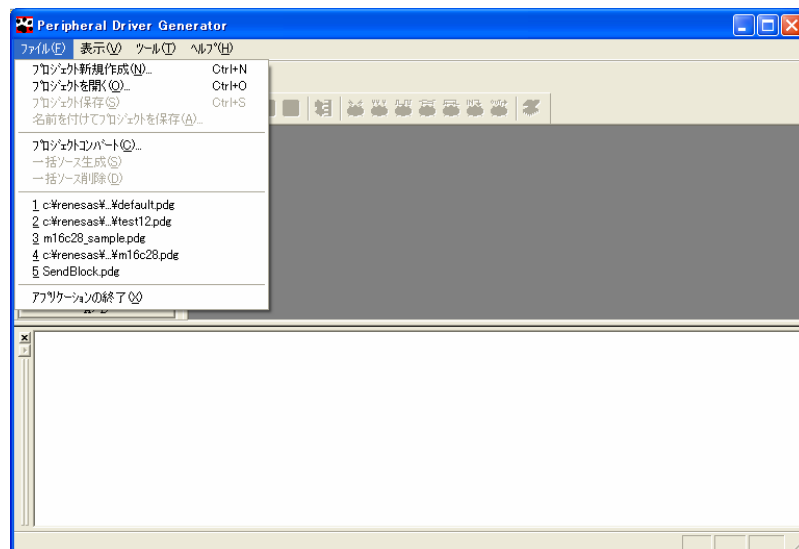 Peripheral Driver Generator
ファイル(F) 表示(V) ツール(T) ヘルプ(H)
プロジェクト新規作成(N)... Ctrl+N
プロジェクトを開く(O)... Ctrl+O
プロジェクト保存(S) Ctrl+S
名前を付けてプロジェクトを保存(A)...
プロジェクトコンバート(C)...
一括ソース生成(S)
一括ソース削除(D)
1 c:¥renesas¥...¥default.pdg
2 c:¥renesas¥...¥test12.pdg
3 m16c28_sample.pdg
4 c:¥renesas¥...¥m16c28.pdg
5 SendBlock.pdg
アプリケーションの終了(X)